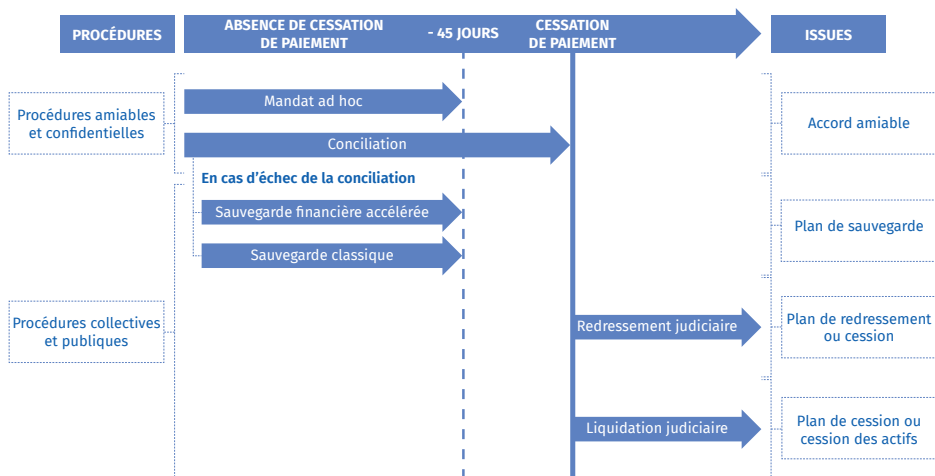 PROCÉDURES
ABSENCE DE CESSATION
DE PAIEMENT
- 45 JOURS
CESSATION
DE PAIEMENT
ISSUES
Procédures amiables
et confidentielles
Mandat ad hoc
Conciliation
Accord amiable
En cas d’échec de la conciliation
Sauvegarde financière accélérée
Sauvegarde classique
Plan de sauvegarde
Procédures collectives
et publiques
Redressement judiciaire
Plan de redressement
ou cession
Liquidation judiciaire
Plan de cession ou
cession des actifs